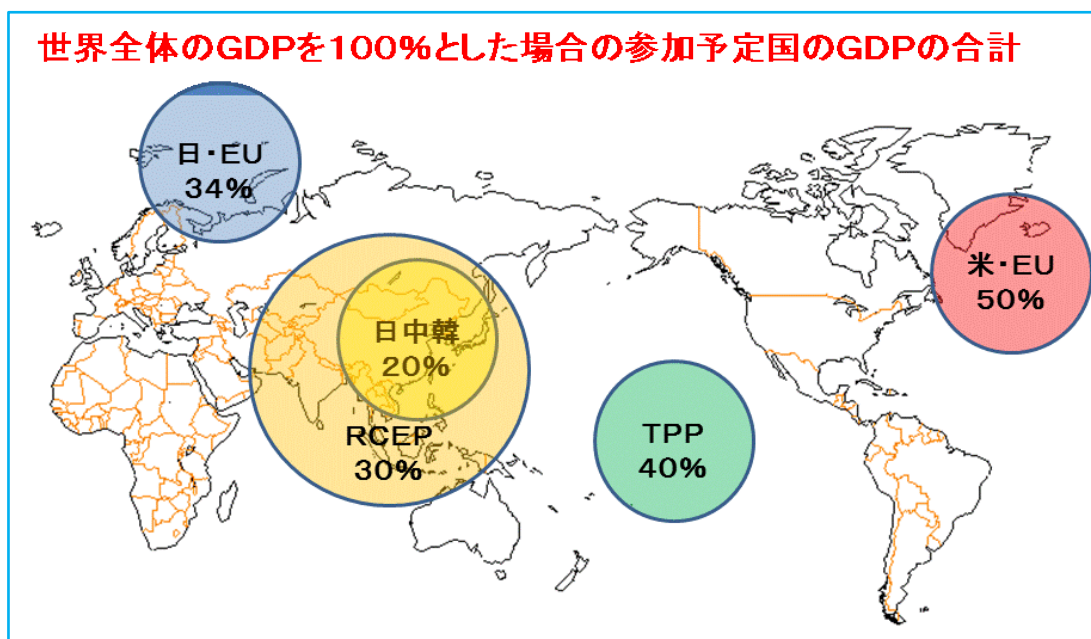 世界全体のGDPを100%とした場合の参加予定国のGDPの合計
日・EU
34%
米・EU
50%
日中韓
20%
RCEP
30%
TPP
40%